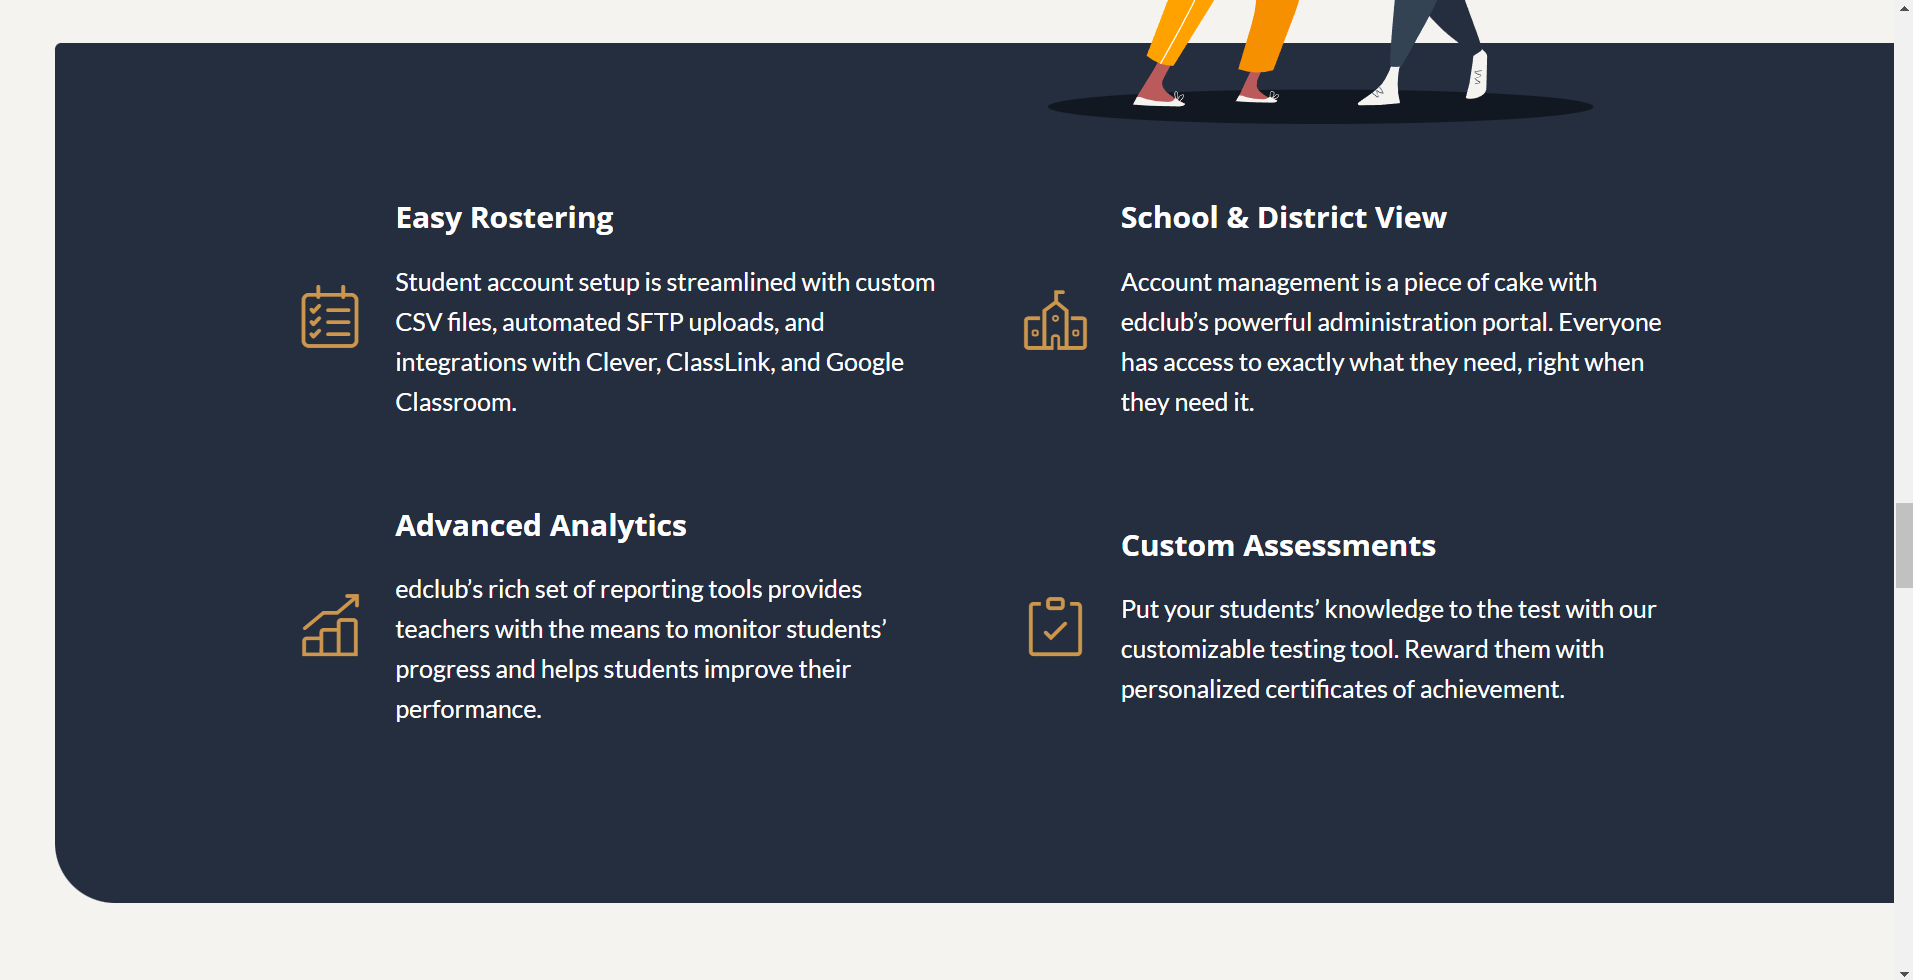 Easy Rostering
Student account setup is streamlined with custom
CSV files, automated SFTP uploads, and
integrations with Clever, ClassLink, and Google
Classroom.
School & District View
Account management is a piece of cake with
edclub’s powerful administration portal. Everyone
has access to exactly what they need, right when
they need it.
Advanced Analytics
edclub’s rich set of reporting tools provides
teachers with the means to monitor students’
progress and helps students improve their
performance.
Custom Assessments
Put your students’ knowledge to the test with our
customizable testing tool. Reward them with
personalized certificates of achievement.